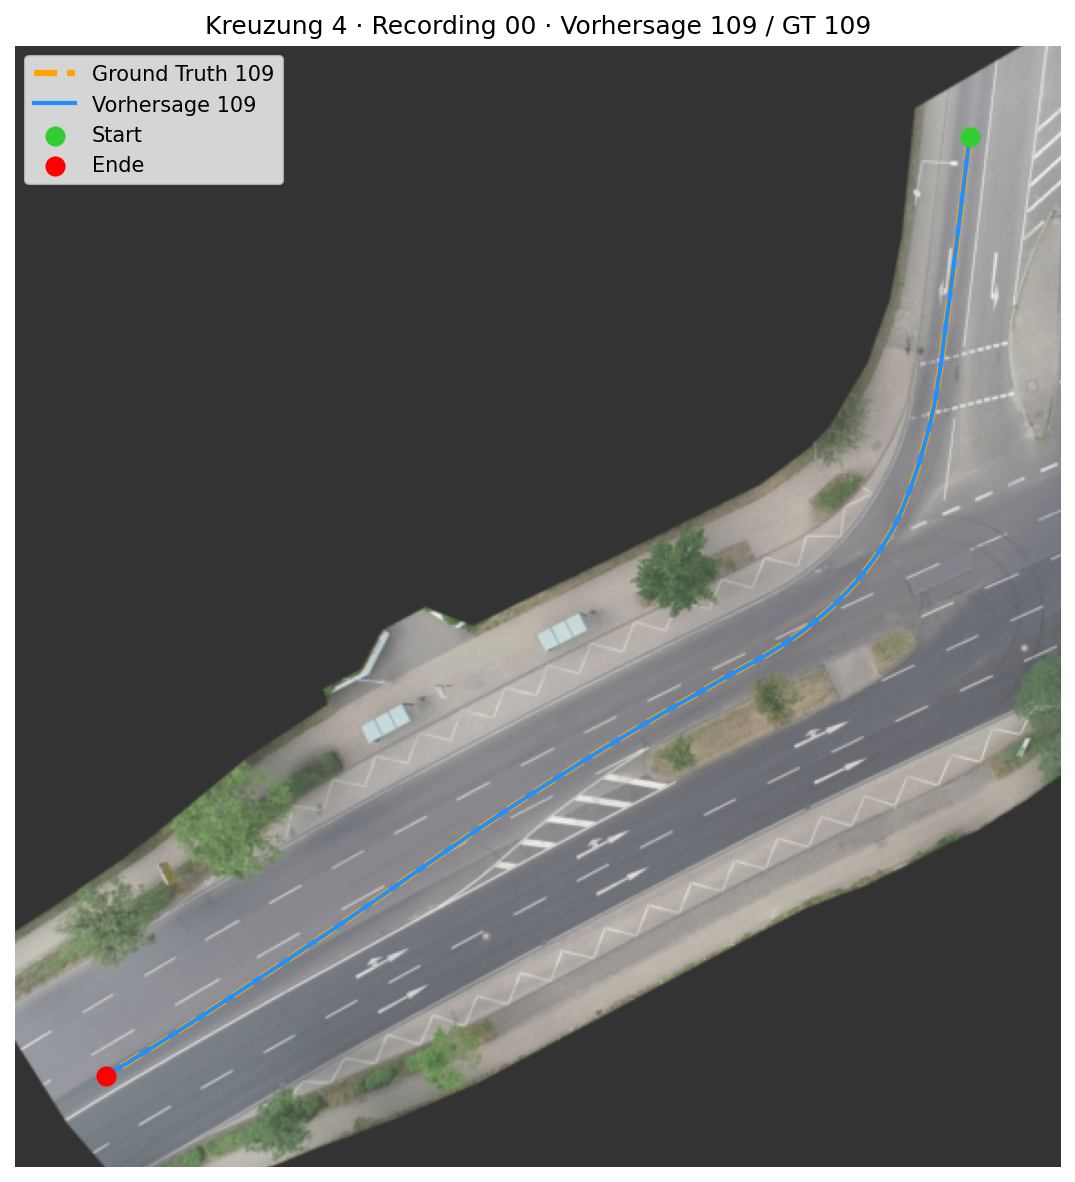 Kreuzung 4 · Recording 00 · Vorhersage 109 / GT 109
Ground Truth 109
Vorhersage 109
Start
Ende